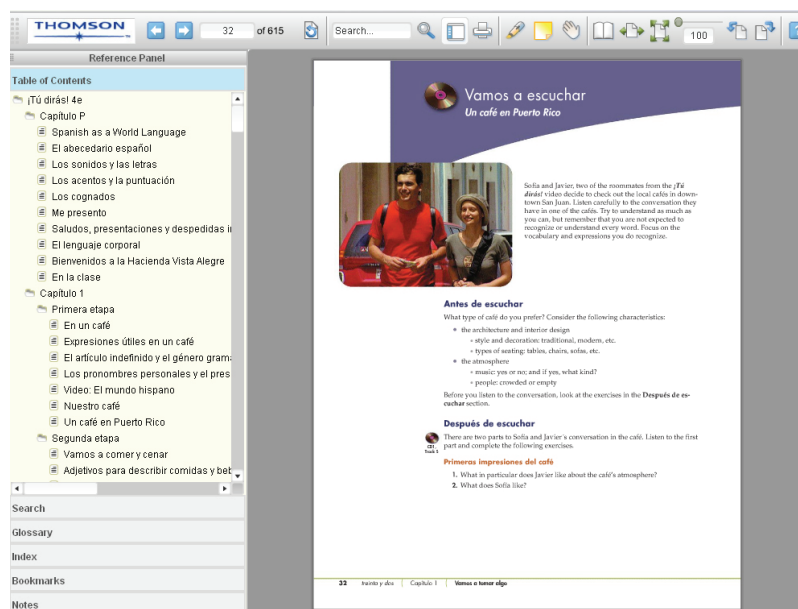 THOMSON
32
of 615
Search...
100
Reference Panel
Table of Contents
¡Tú dirás! 4e
Capítulo P
Spanish as a World Language
El abecedario español
Los sonidos y las letras
Los acentos y la puntuación
Los cognados
Me presento
Saludos, presentaciones y despedidas
El lenguaje corporal
Bienvenidos a la Hacienda Vista Alegre
En la clase
Capítulo 1
Primera etapa
En un café
Expresiones útiles en un café
El artículo indefinido y el género gram
Los pronombres personales y el pres
Video: El mundo hispano
Nuestro café
Un café en Puerto Rico
Segunda etapa
Vamos a comer y cenar
Adjetivos para describir comidas y beb
Search
Glossary
Index
Bookmarks
Notes
Vamos a escuchar
Un café en Puerto Rico
Sofía and Javier, two of the roommates from the ¡Tú
dirás! video decide to check out the local cafés in down-
town San Juan. Listen carefully to the conversation they
have in one of the cafés. Try to understand as much as
you can, but remember that you are not expected to
recognize or understand every word. Focus on the
vocabulary and expressions you do recognize.
Antes de escuchar
What type of café do you prefer? Consider the following characteristics:
the architecture and interior design
style and decoration: traditional, modern, etc.
types of seating: tables, chairs, sofas, etc.
the atmosphere
music: yes or no; and if yes, what kind?
people: crowded or empty
Before you listen to the conversation, look at the exercises in the Después de es-
cuchar section.
Después de escuchar
There are two parts to Sofía and Javier's conversation in the café. Listen to the first
part and complete the following exercises.
Primeras impresiones del café
1. What in particular does Javier like about the café's atmosphere?
2. What does Sofía like?
32 treinta y dos Capítulo 1 Vamos a tomar algo